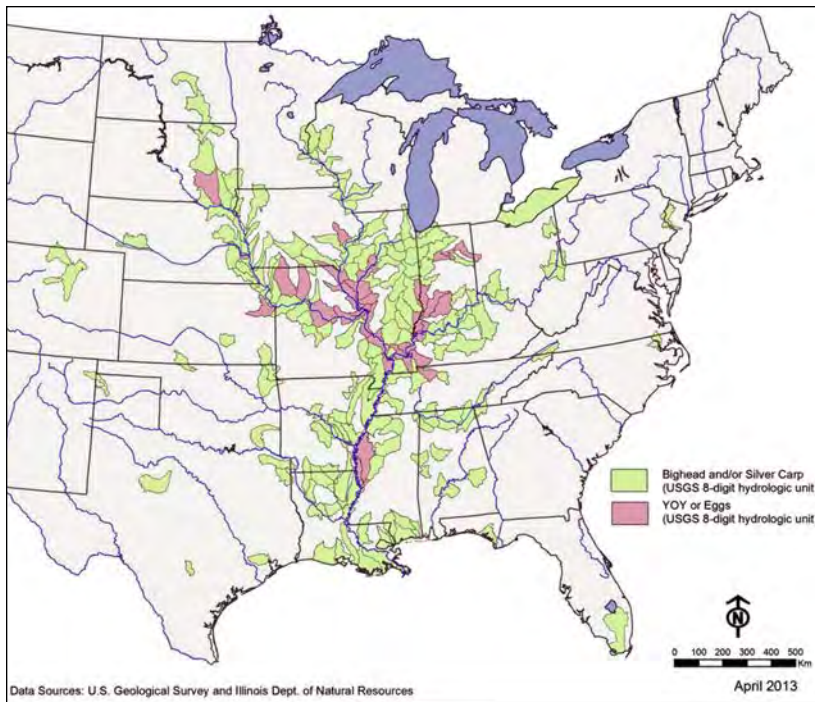 Bighead and/or Silver Carp
(USGS 8-digit hydrologic unit
YOY or Eggs
(USGS 8-digit hydrologic unit
N
0 100 200 300 400 500
Km
April 2013
Data Sources: U.S. Geological Survey and Illinois Dept. of Natural Resources